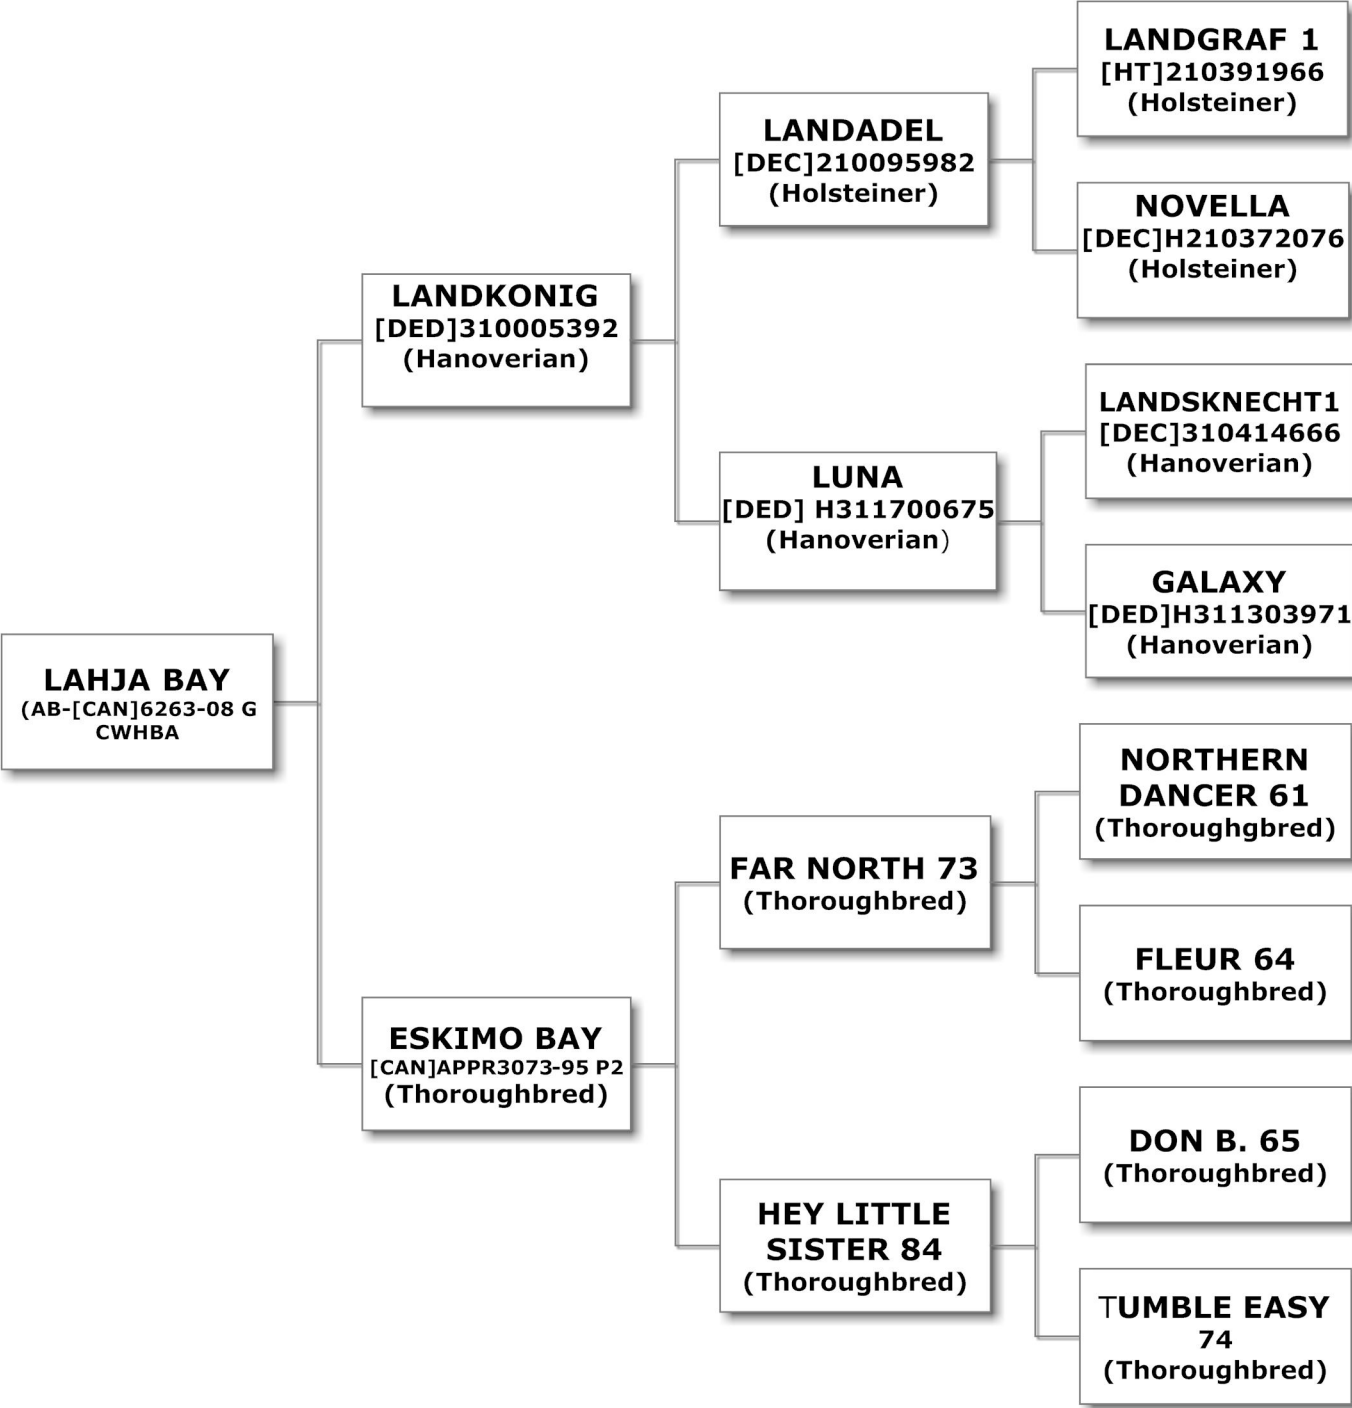 LANDGRAF 1
[HT]210391966
(Holsteiner)
LANDADEL
[DEC]210095982
(Holsteiner)
NOVELLA
[DEC]H210372076
(Holsteiner)
LANDKONIG
[DED]310005392
(Hanoverian)
LANDSKNECHT1
[DEC]310414666
(Hanoverian)
LUNA
[DED] H311700675
(Hanoverian)
GALAXY
[DED]H311303971
(Hanoverian)
LAHJA BAY
(AB-[CAN]6263-08 G
CWHBA
NORTHERN
DANCER 61
(Thoroughgbred)
FAR NORTH 73
(Thoroughbred)
FLEUR 64
(Thoroughbred)
ESKIMO BAY
[CAN]APPR3073-95 P2
(Thoroughbred)
DON B. 65
(Thoroughbred)
HEY LITTLE
SISTER 84
(Thoroughbred)
TUMBLE EASY
74
(Thoroughbred)